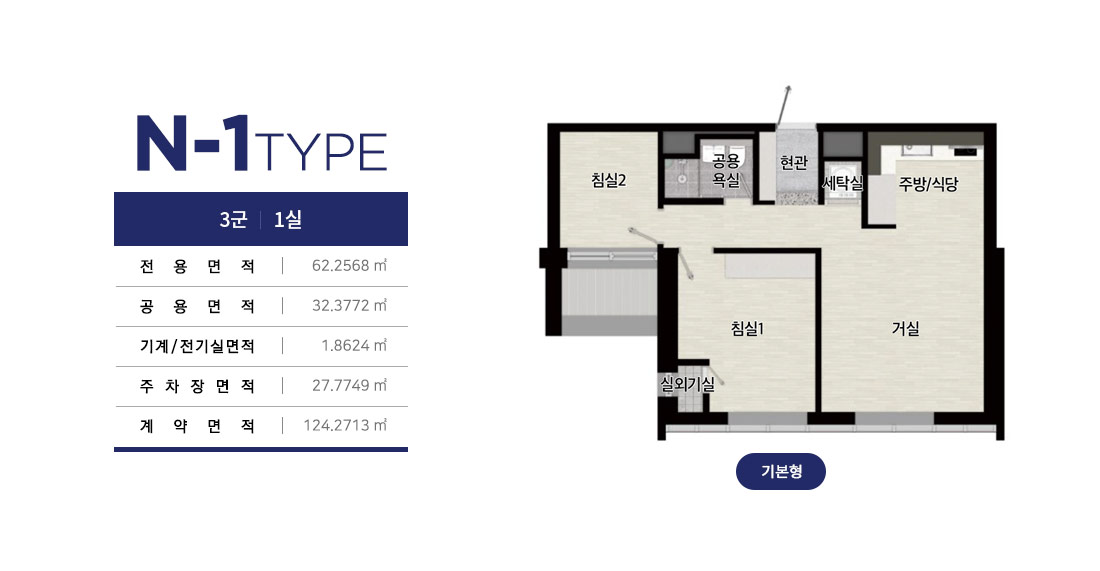 N-1 TYPE
3군 | 1실
전용면적 | 62.2568 ㎡
공용면적 | 32.3772 ㎡
기계/전기실면적 | 1.8624 ㎡
주차장면적 | 27.7749 ㎡
계약면적 | 124.2713 ㎡
침실2
공용
욕실
현관
세탁실
주방/식당
침실1
거실
실외기실
기본형